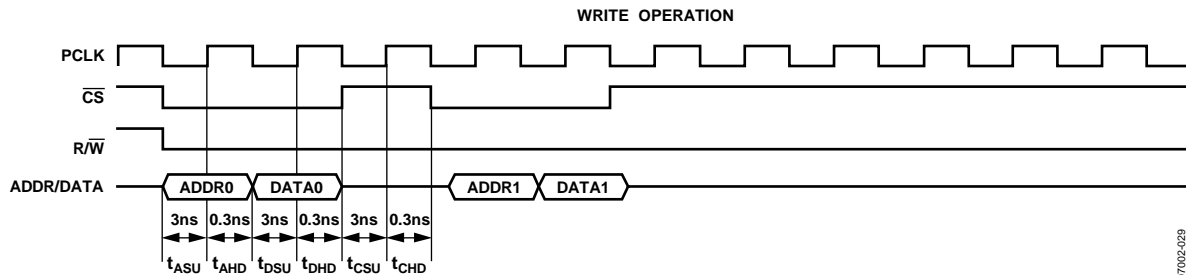 WRITE OPERATION
PCLK
CS
R/W
ADDR/DATA
ADDR0 DATA0 ADDR1 DATA1
3ns 0.3ns 3ns 0.3ns 3ns 0.3ns
tASU tAHD tDSU tDHD tCSU tCHD
07002-029